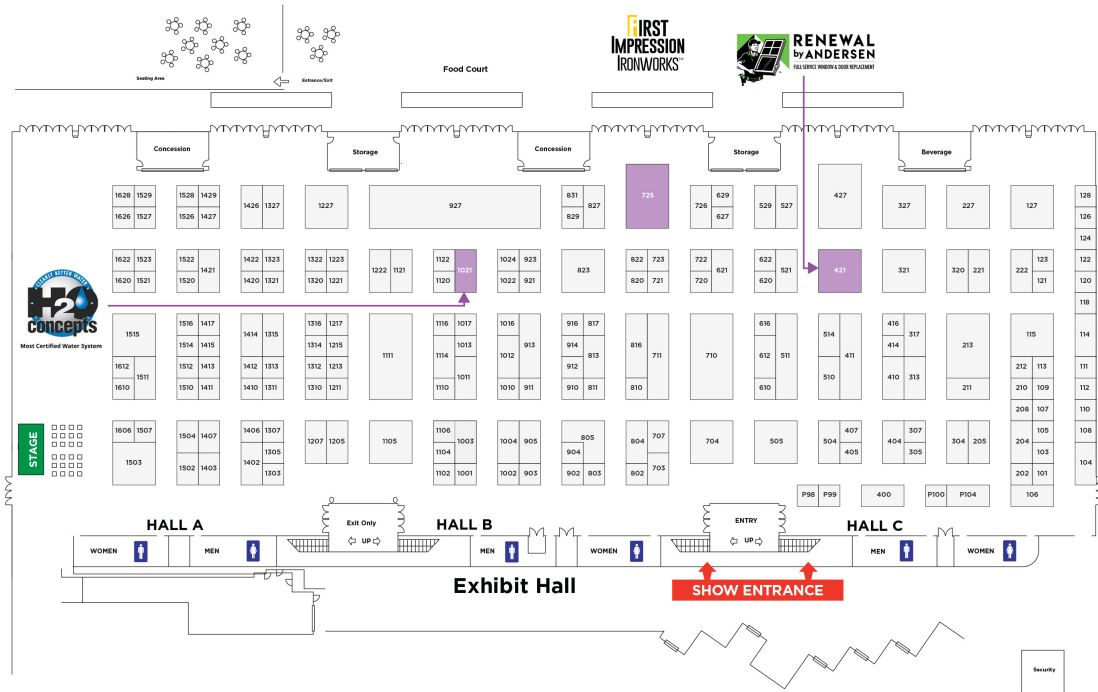 FIRST
IMPRESSION
IRONWORKS™
RENEWAL
by ANDERSEN
FULL-SERVICE WINDOW & DOOR REPLACEMENT
Seating Area
Entrance/Exit
Food Court
Concession
Storage
Concession
Storage
Beverage
1628 1529 1528 1429 1426 1327 1227 927 831 827 725 726 629 529 527 427 327 227 127 128
1626 1527 1526 1427 829 627 126
124
1622 1523 1522 1421 1422 1323 1322 1223 1222 1121 1122 1021 1024 923 823 822 723 722 621 622 521 421 321 320 221 222 123 122
1620 1521 1520 1420 1321 1320 1221 1120 1022 921 820 721 720 620 121 120
118
CLEARLY BETTER WATER
H2O
concepts
Most Certified Water System
1515 1516 1417 1414 1315 1316 1217 1111 1116 1017 1016 913 916 817 816 711 710 616 511 514 411 416 317 213 115 114
1514 1415 1314 1215 1114 1013 1012 914 813 612 414
1612 1511 1512 1413 1412 1313 1312 1213 1011 912 510 410 313 212 113 111
1610 1510 1411 1410 1311 1310 1211 1110 1010 911 910 811 810 610 211 210 109 112
208 107 110
STAGE
1606 1507 1504 1407 1406 1307 1207 1205 1105 1106 1003 1004 905 805 804 707 704 505 504 407 404 307 304 205 204 105 108
1503 1305 1104 904 405 305 103 104
1502 1403 1402 1303 1102 1001 1002 903 902 803 802 703 202 101
P98 P99 400 P100 P104 106
HALL A
Exit Only
HALL B
ENTRY
HALL C
UP
UP
WOMEN
MEN
MEN
WOMEN
MEN
WOMEN
Exhibit Hall
SHOW ENTRANCE
Security